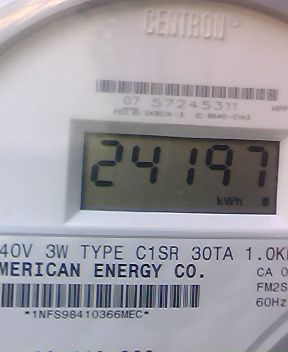 CENTRON
07 57245311
24197
kWh
40V 3W TYPE C1SR 30TA 1.0K
MERICAN ENERGY CO.
CA 0
FM2S
60Hz
*1NFS98410366MEC*